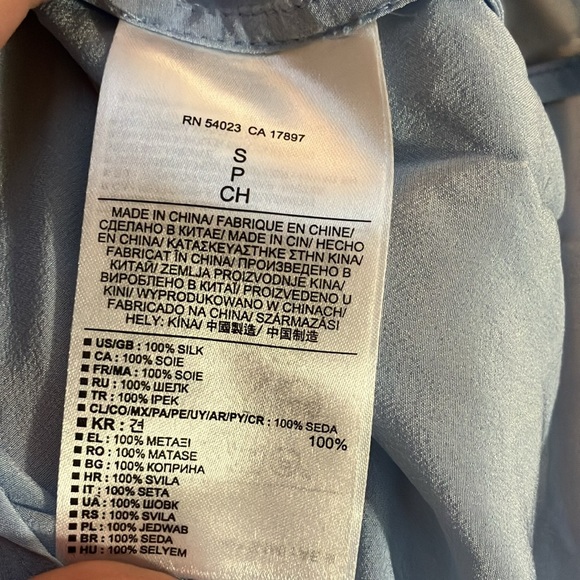 RN 54023 CA 17897
S
P
CH
MADE IN CHINA/ FABRIQUE EN CHINE/
СДЕЛАНО В КИТАЕ/ MADE IN CIN/ HECHO
EN CHINA/ ΚΑΤΑΣΚΕΥΑΣΤΗΚΕ ΣΤΗΝ ΚΙΝΑ/
FABRICAT ÎN CHINA/ ПРОИЗВЕДЕНО В
КИТАЙ/ ZEMLJA PROIZVODNJE KINA/
ВИРОБЛЕНО В КИТАЇ/ PROIZVEDENO U
KINI/ WYPRODUKOWANO W CHINACH/
FABRICADO NA CHINA/ SZÁRMAZÁSI
HELY: KÍNA/ 中國製造/ 中国制造
■ US/GB : 100% SILK
■ CA : 100% SOIE
■ FR/MA : 100% SOIE
■ RU : 100% ШЕЛК
■ TR : 100% IPEK
■ CL/CO/MX/PA/PE/UY/AR/PY/CR : 100% SEDA
■ KR : 견 100%
■ EL : 100% ΜΕΤΑΞΙ
■ RO : 100% MATASE
■ BG : 100% КОПРИНА
■ HR : 100% SVILA
■ IT : 100% SETA
■ UA : 100% ШОВК
■ RS : 100% SVILA
■ PL : 100% JEDWAB
■ BR : 100% SEDA
■ HU : 100% SELYEM